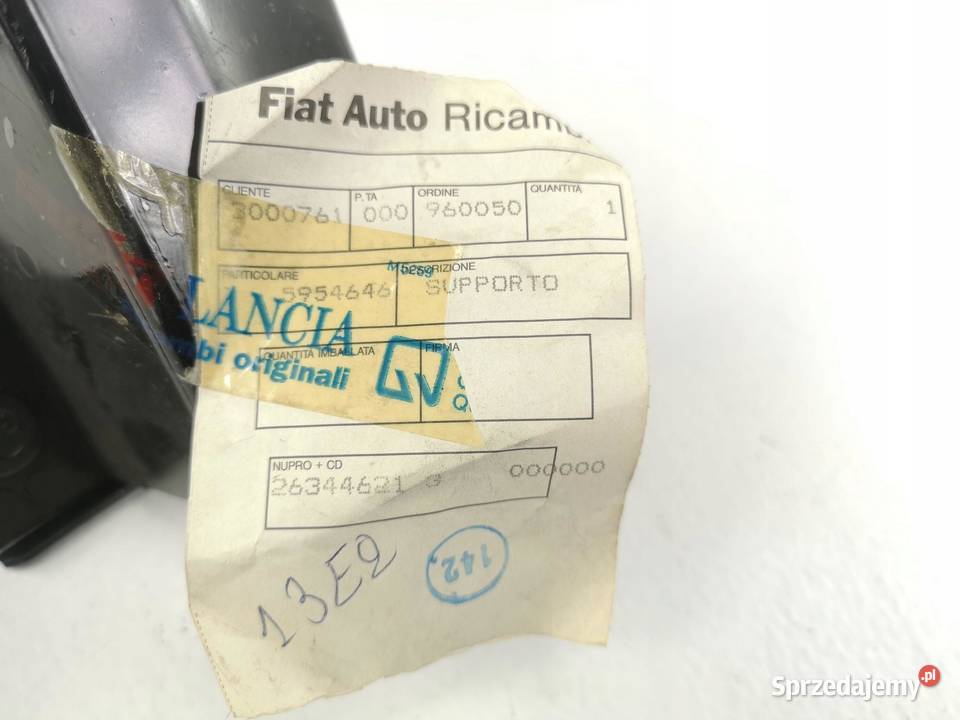 Fiat Auto
CLIENTE P.TA ORDINE QUANTITÀ
3000761 000 960050 1
PARTICOLARE
5954646 SUPPORTO
M5269
LANCIA
originali
QUANTITÀ IMBALLATA FIRMA
NUPRO + CD
26344621 000000
13E2
142
Sprzedajemy.pl